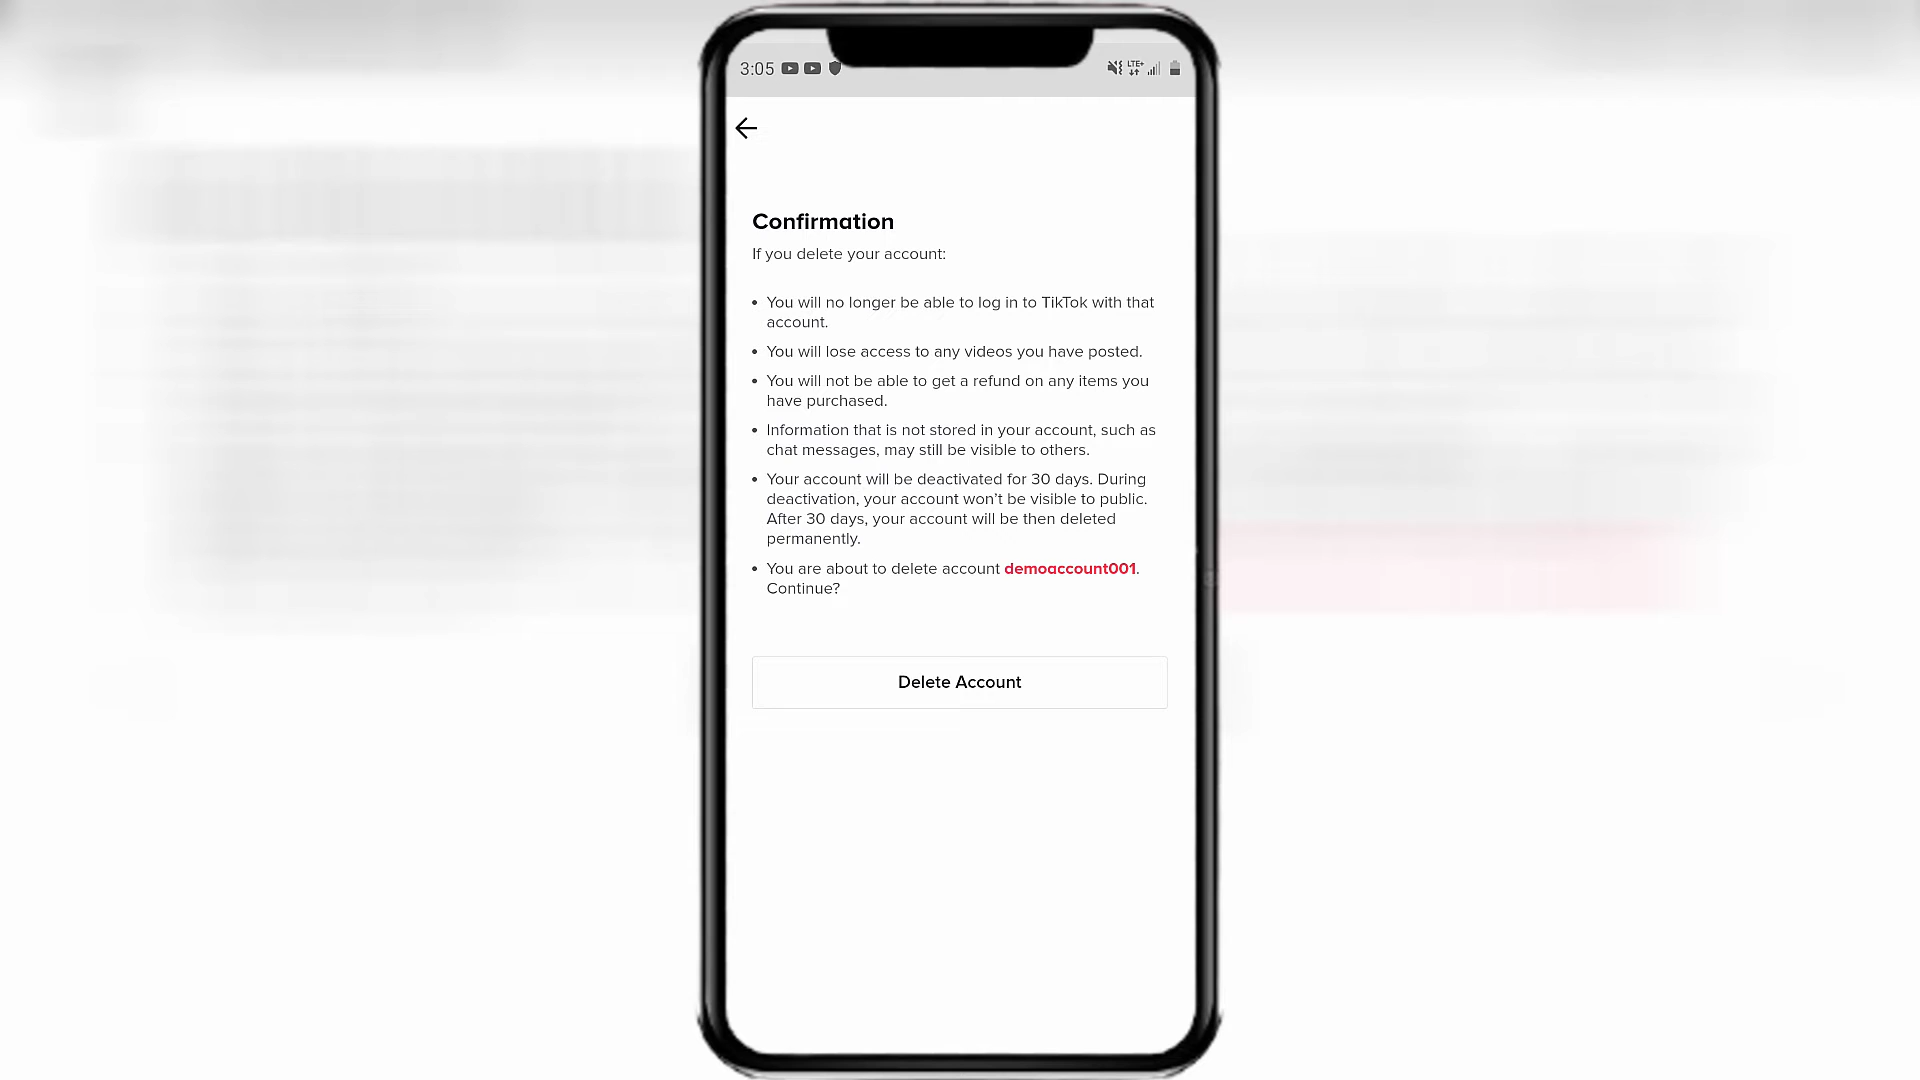 3:05
LTE+
Confirmation
If you delete your account:
• You will no longer be able to log in to TikTok with that
account.
• You will lose access to any videos you have posted.
• You will not be able to get a refund on any items you
have purchased.
• Information that is not stored in your account, such as
chat messages, may still be visible to others.
• Your account will be deactivated for 30 days. During
deactivation, your account won’t be visible to public.
After 30 days, your account will be then deleted
permanently.
• You are about to delete account demoaccount001.
Continue?
Delete Account